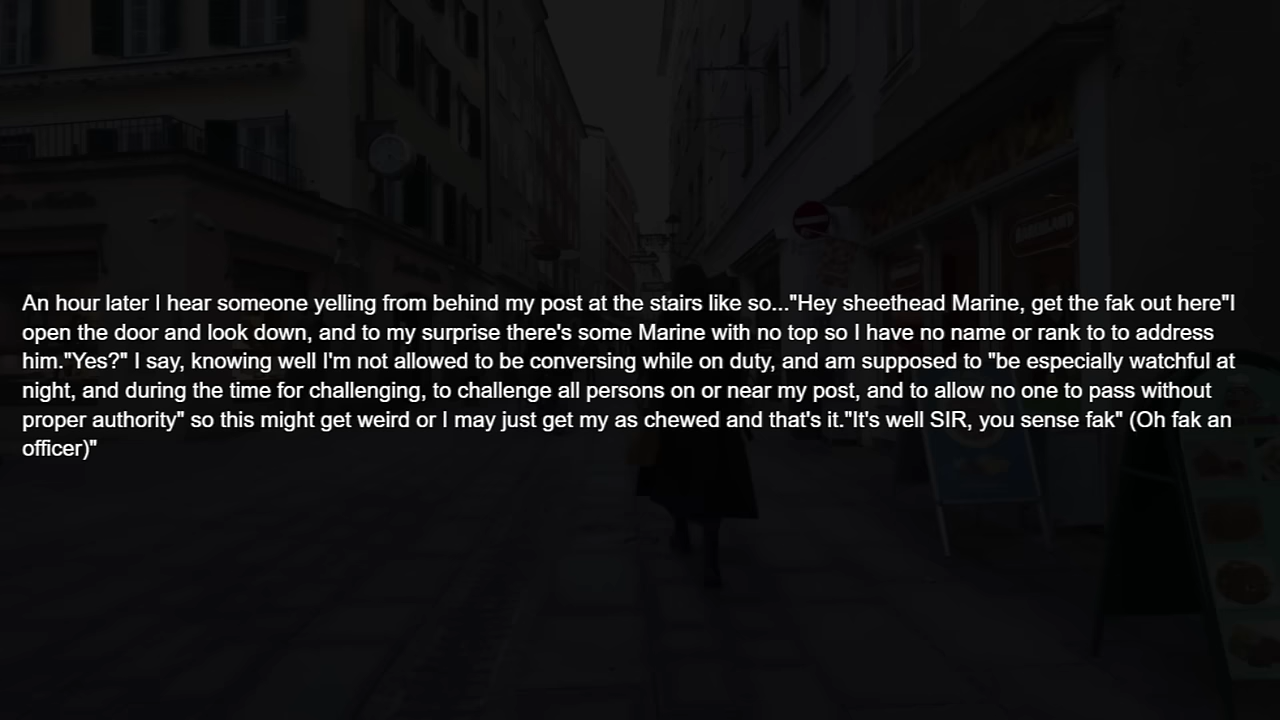 An hour later I hear someone yelling from behind my post at the stairs like so..."Hey sheethead Marine, get the fak out here"I
open the door and look down, and to my surprise there's some Marine with no top so I have no name or rank to to address
him."Yes?" I say, knowing well I'm not allowed to be conversing while on duty, and am supposed to "be especially watchful at
night, and during the time for challenging, to challenge all persons on or near my post, and to allow no one to pass without
proper authority" so this might get weird or I may just get my as chewed and that's it."It's well SIR, you sense fak" (Oh fak an
officer)"